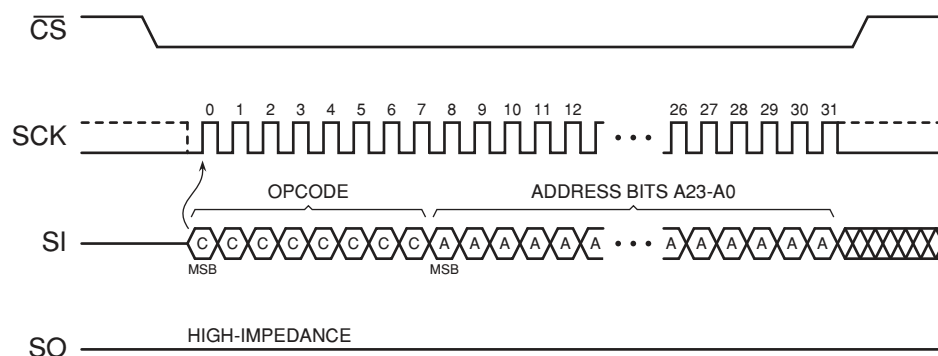 CS
0 1 2 3 4 5 6 7 8 9 10 11 12 26 27 28 29 30 31
SCK
OPCODE ADDRESS BITS A23-A0
SI C C C C C C C C A A A A A A A A A A A A
MSB MSB
HIGH-IMPEDANCE
SO